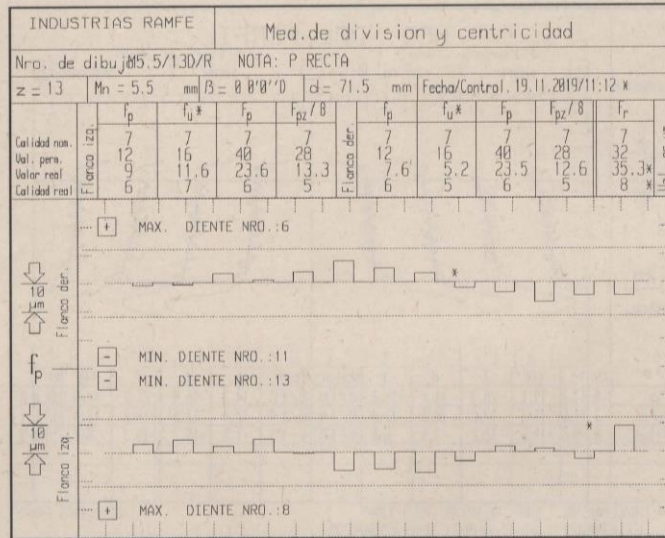 INDUSTRIAS RAMFE
Med.de division y centricidad
Nro. de dibuj M5.5/13D/R NOTA: P RECTA
z = 13 Mn = 5.5 mm β = 0 0'0''D d = 71.5 mm Fecha/Control. 19.11.2019/11:12 *
fp fu* Fp Fpz/8 fp fu* Fp Fpz/8 Fr
Calidad nom. 7 7 7 7 7 7 7 7 7
Val. perm. 12 16 40 28 12 16 40 28 32
Valor real 9 11.6 23.6 13.3 7.6 5.2 23.5 12.6 35.3*
Calidad real 6 7 6 5 6 5 6 5 8 *
Flanco izq.
Flanco der.
+ MAX. DIENTE NRO.:6
10
µm
Flanco der.
*
fp
- MIN. DIENTE NRO.:11
- MIN. DIENTE NRO.:13
10
µm
Flanco izq.
*
+ MAX. DIENTE NRO.:8